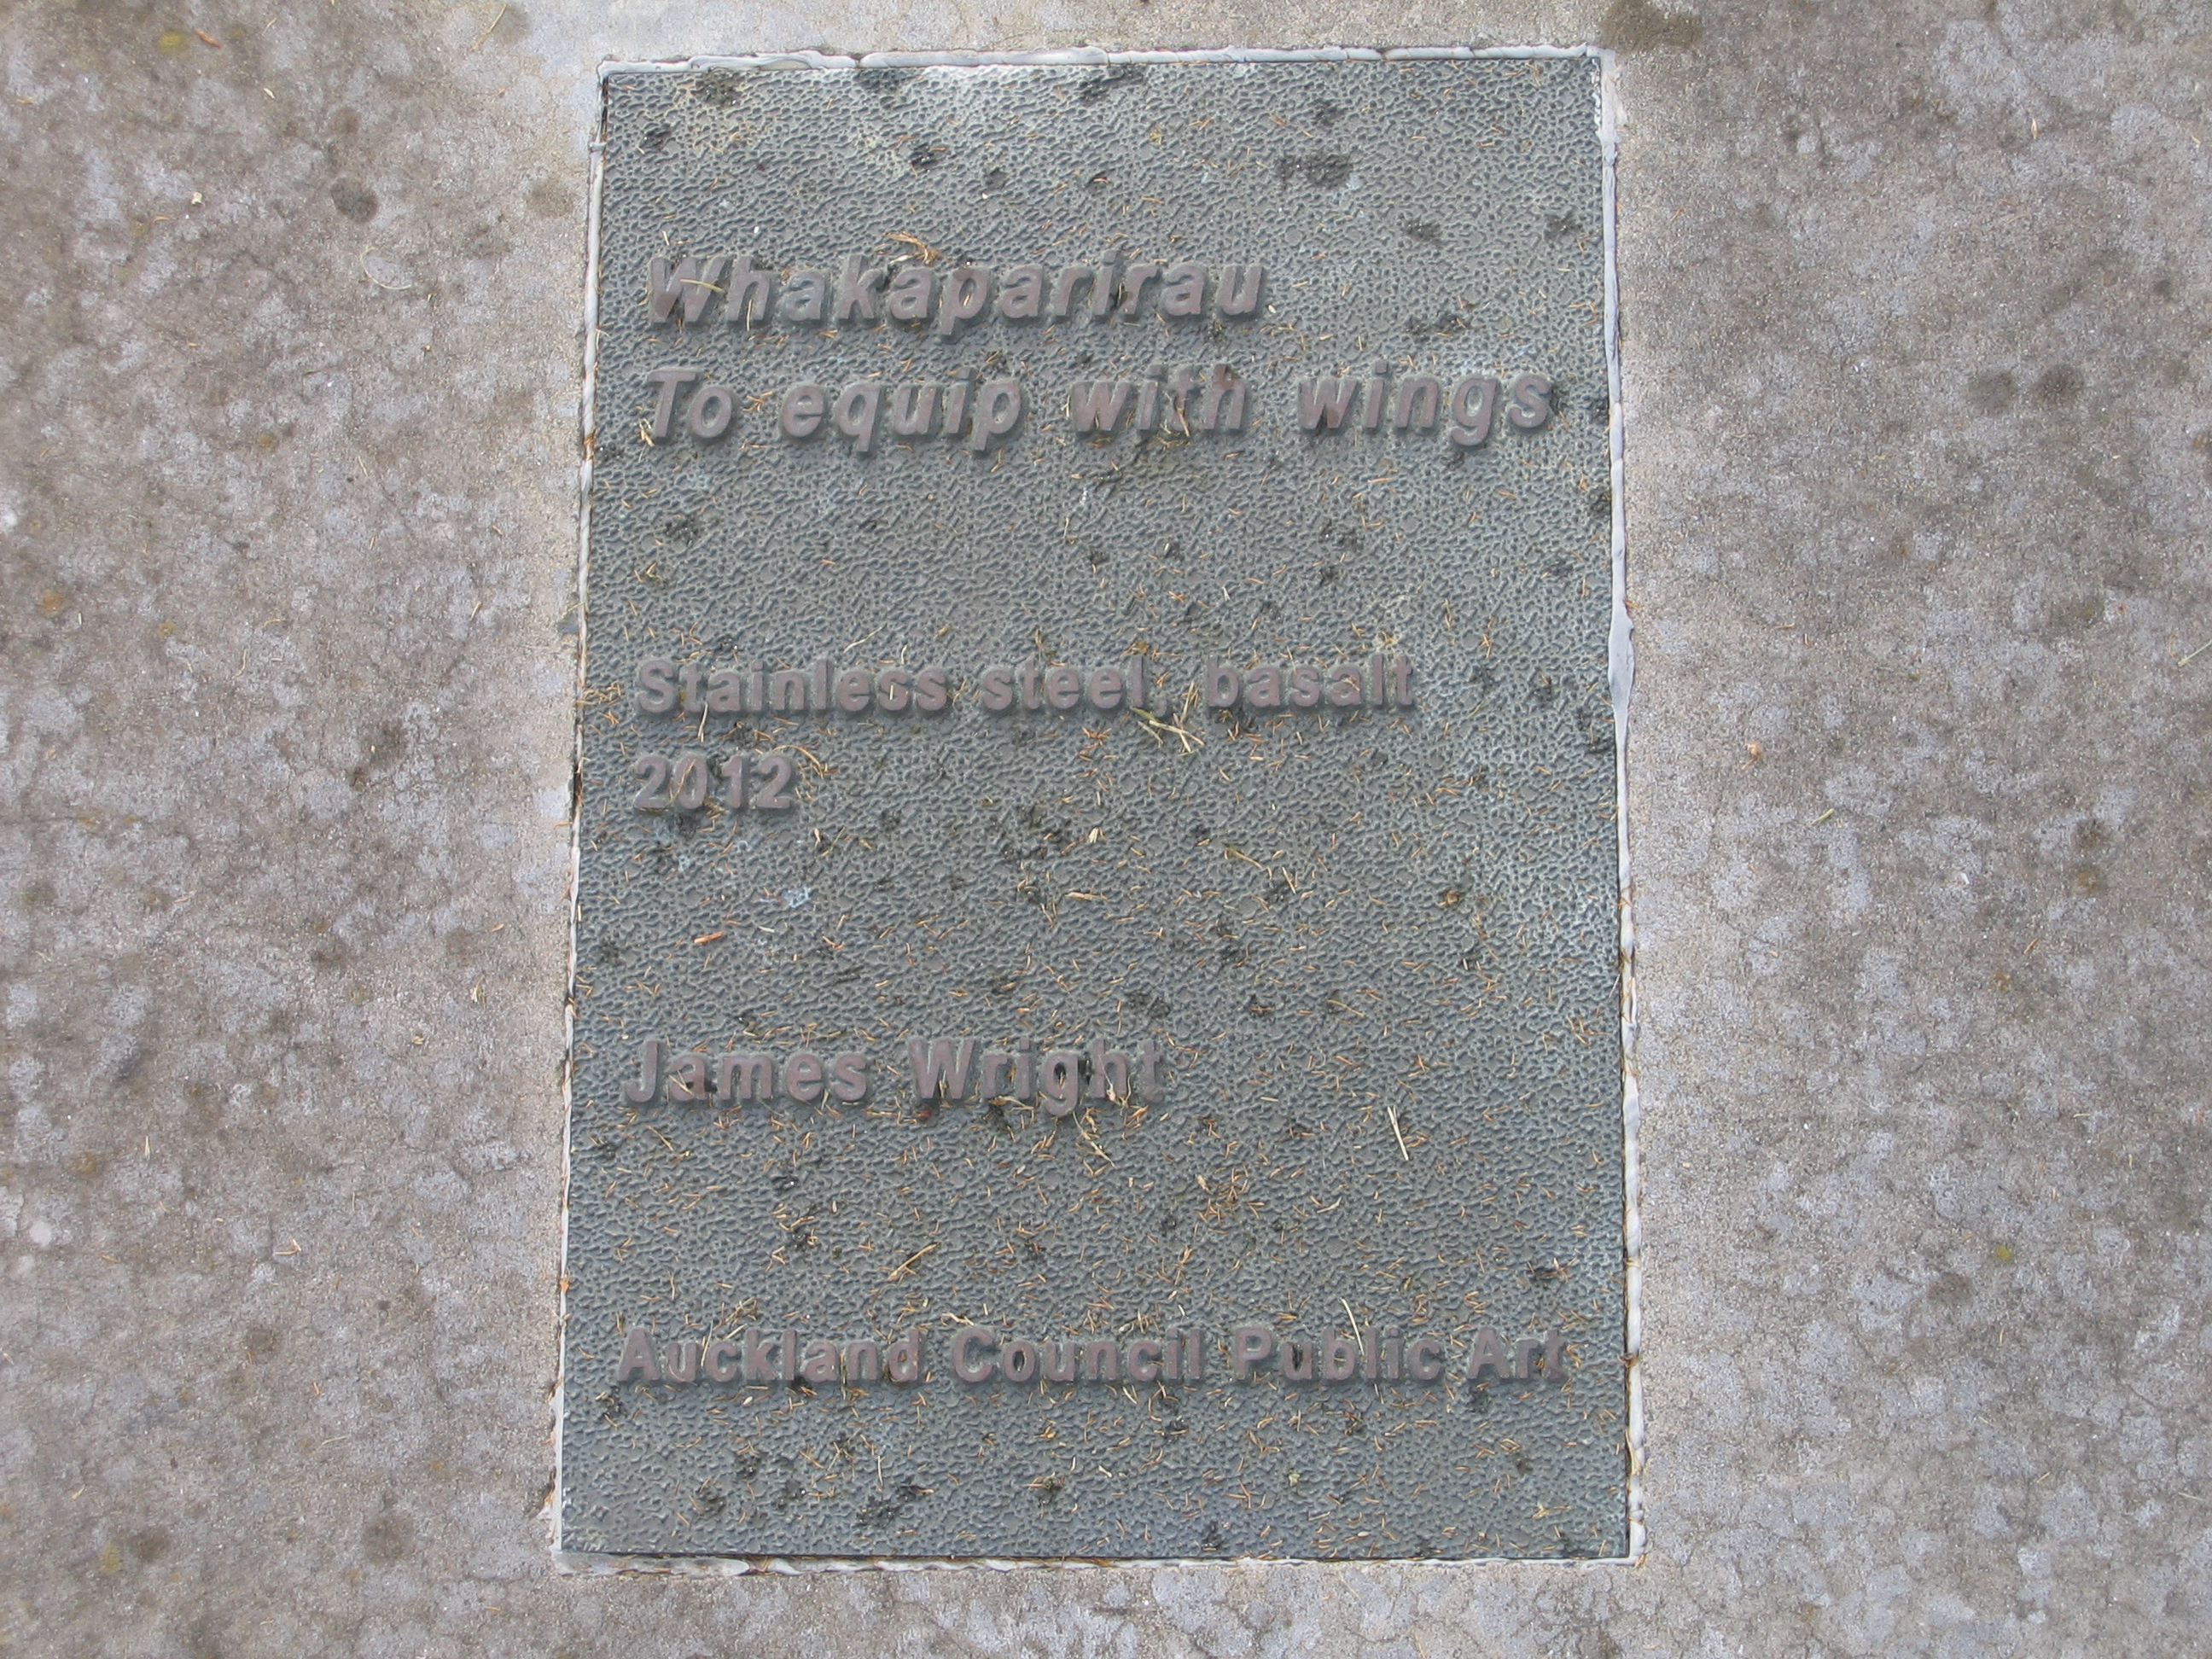 Whakaparirau
To equip with wings
Stainless steel, basalt
2012
James Wright
Auckland Council Public Art